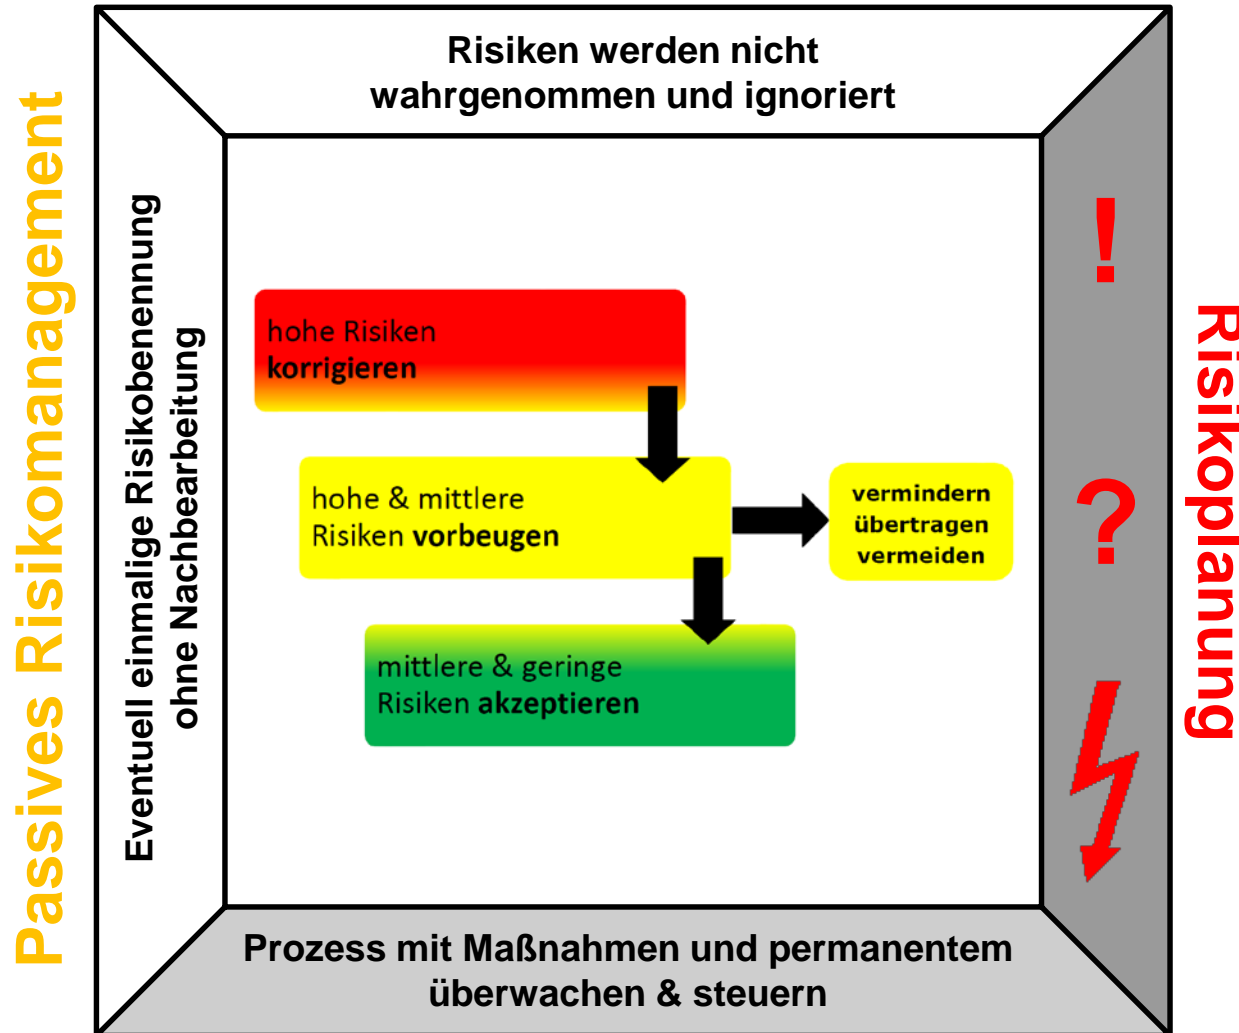 Risiken werden nicht
wahrgenommen und ignoriert
Passives Risikomanagement
Eventuell einmalige Risikobenennung
ohne Nachbearbeitung
hohe Risiken
korrigieren
hohe & mittlere
Risiken vorbeugen
vermindern
übertragen
vermeiden
mittlere & geringe
Risiken akzeptieren
!
?
Risikoplanung
Prozess mit Maßnahmen und permanentem
überwachen & steuern